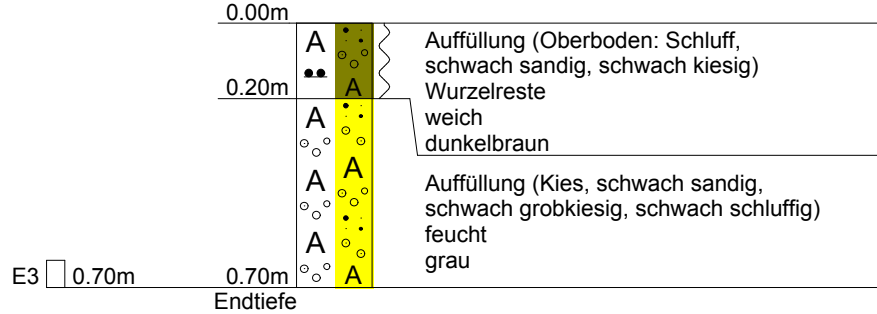 0.00m
A
A
Auffüllung (Oberboden: Schluff,
schwach sandig, schwach kiesig)
Wurzelreste
weich
dunkelbraun
0.20m
A
A
A
A
A
Auffüllung (Kies, schwach sandig,
schwach grobkiesig, schwach schluffig)
feucht
grau
E3 0.70m
0.70m
Endtiefe